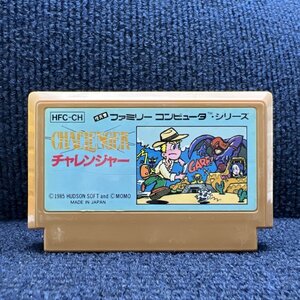 HFC-CH
ファミリー コンピュータ・シリーズ
CHALLENGER
チャレンジャー
GARR
© 1985 HUDSON SOFT and © MOMO
MADE IN JAPAN